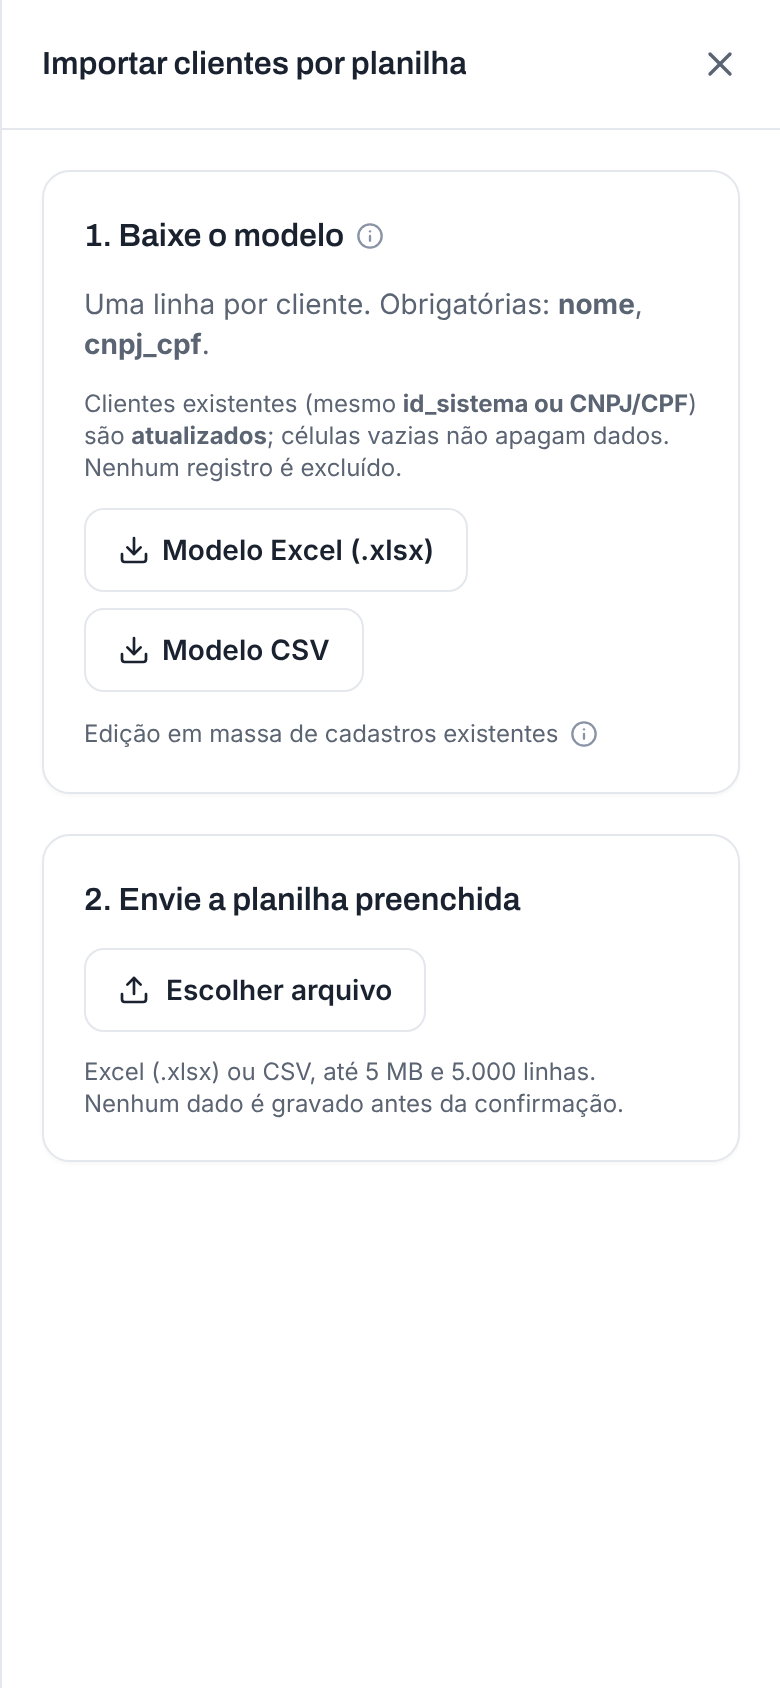 Importar clientes por planilha
1. Baixe o modelo
Uma linha por cliente. Obrigatórias: nome,
cnpj_cpf.
Clientes existentes (mesmo id_sistema ou CNPJ/CPF)
são atualizados; células vazias não apagam dados.
Nenhum registro é excluído.
Modelo Excel (.xlsx)
Modelo CSV
Edição em massa de cadastros existentes
2. Envie a planilha preenchida
Escolher arquivo
Excel (.xlsx) ou CSV, até 5 MB e 5.000 linhas.
Nenhum dado é gravado antes da confirmação.